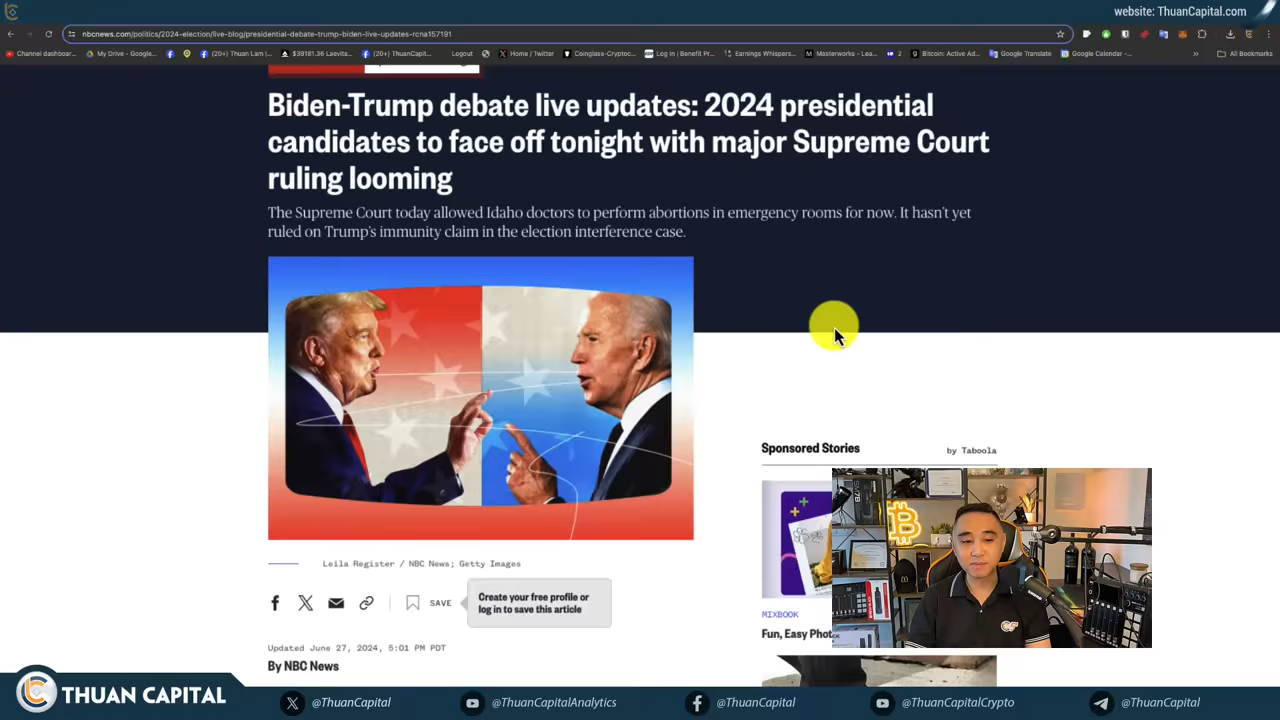 website: ThuanCapital.com
nbcnews.com/politics/2024-election/live-blog/presidential-debate-trump-biden-live-updates-rcna157191
Channel dashboar...
My Drive - Google...
(20+) Thuan Lam |...
$39181.36 Laevita...
(20+) ThuanCapit...
Logout
Home / Twitter
Coinglass-Cryptoc...
Log In | Benefit Pr...
Earnings Whispers...
Masterworks - Lea...
2
Bitcoin: Active Ad...
Google Translate
Google Calendar -...
All Bookmarks
Biden-Trump debate live updates: 2024 presidential
candidates to face off tonight with major Supreme Court
ruling looming
The Supreme Court today allowed Idaho doctors to perform abortions in emergency rooms for now. It hasn't yet
ruled on Trump's immunity claim in the election interference case.
Sponsored Stories
by Taboola
Leila Register / NBC News; Getty Images
SAVE
Create your free profile or
log in to save this article
MIXBOOK
Fun, Easy Phot
Updated June 27, 2024, 5:01 PM PDT
By NBC News
THUAN CAPITAL
@ThuanCapital
@ThuanCapitalAnalytics
@ThuanCapital
@ThuanCapitalCrypto
@ThuanCapital